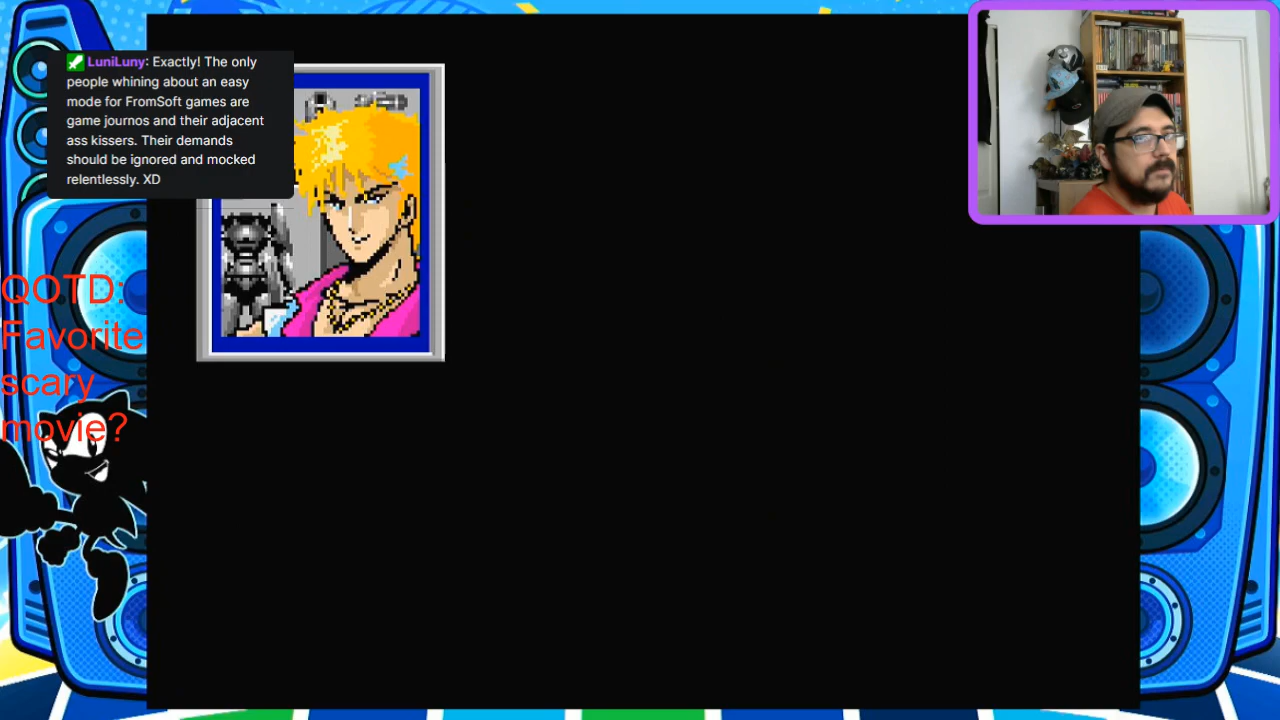 LuniLuny: Exactly! The only
people whining about an easy
mode for FromSoft games are
game journos and their adjacent
ass kissers. Their demands
should be ignored and mocked
relentlessly. XD
QOTD:
Favorite
scary
movie?